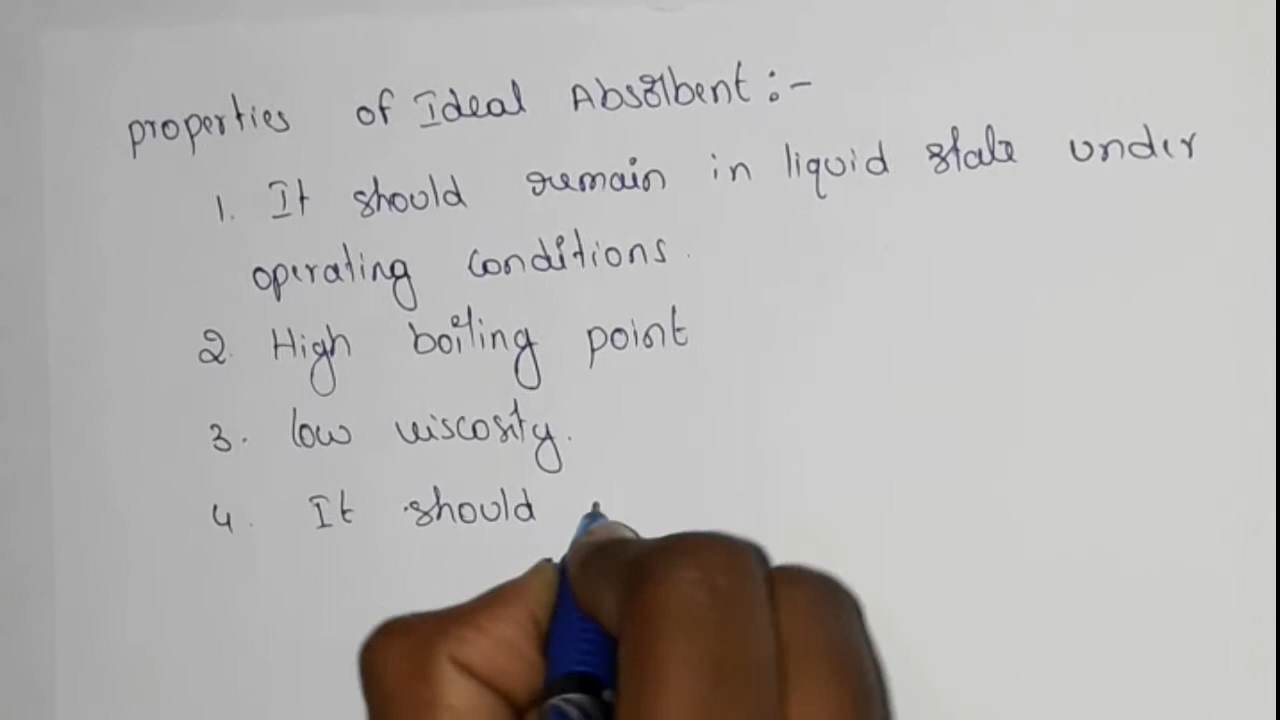 properties of Ideal Absorbent :-
1. It should remain in liquid state under
operating conditions.
2. High boiling point
3. low viscosity.
4. It should